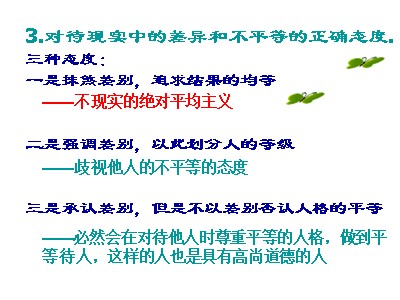 3.对待现实中的差异和不平等的正确态度.
三种态度：
一是抹煞差别，追求结果的均等
——不现实的绝对平均主义
二是强调差别，以此划分人的等级
——歧视他人的不平等的态度
三是承认差别，但是不以差别否认人格的平等
——必然会在对待他人时尊重平等的人格，做到平
等待人，这样的人也是具有高尚道德的人